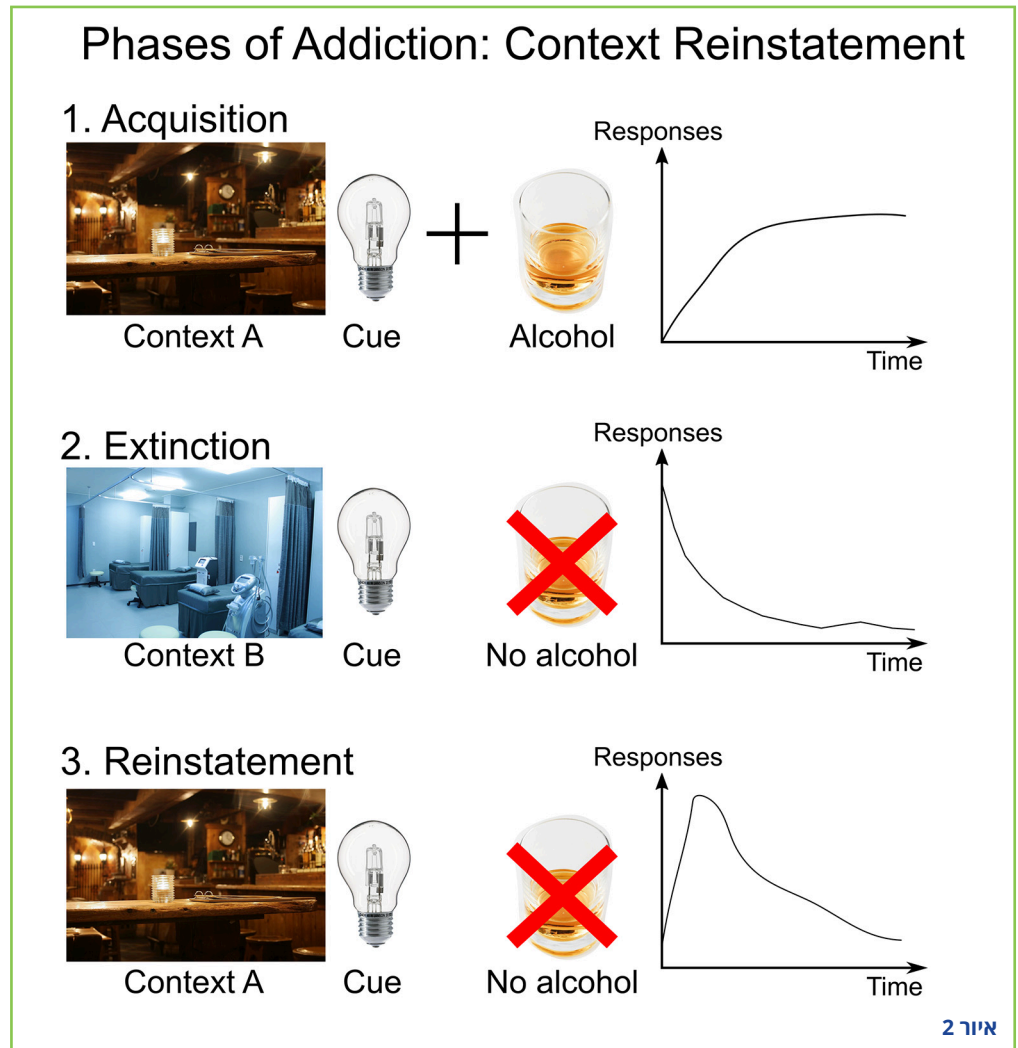 Phases of Addiction: Context Reinstatement
1. Acquisition
Responses
Context A
Cue
Alcohol
Time
2. Extinction
Responses
Context B
Cue
No alcohol
Time
3. Reinstatement
Responses
Context A
Cue
No alcohol
Time
איור 2